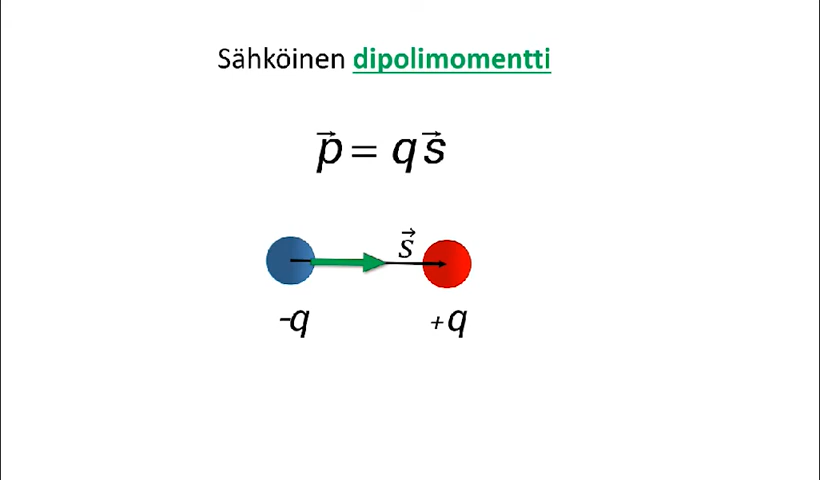 Sähköinen dipolimomentti
p⃗ = qs⃗
s⃗
-q +q